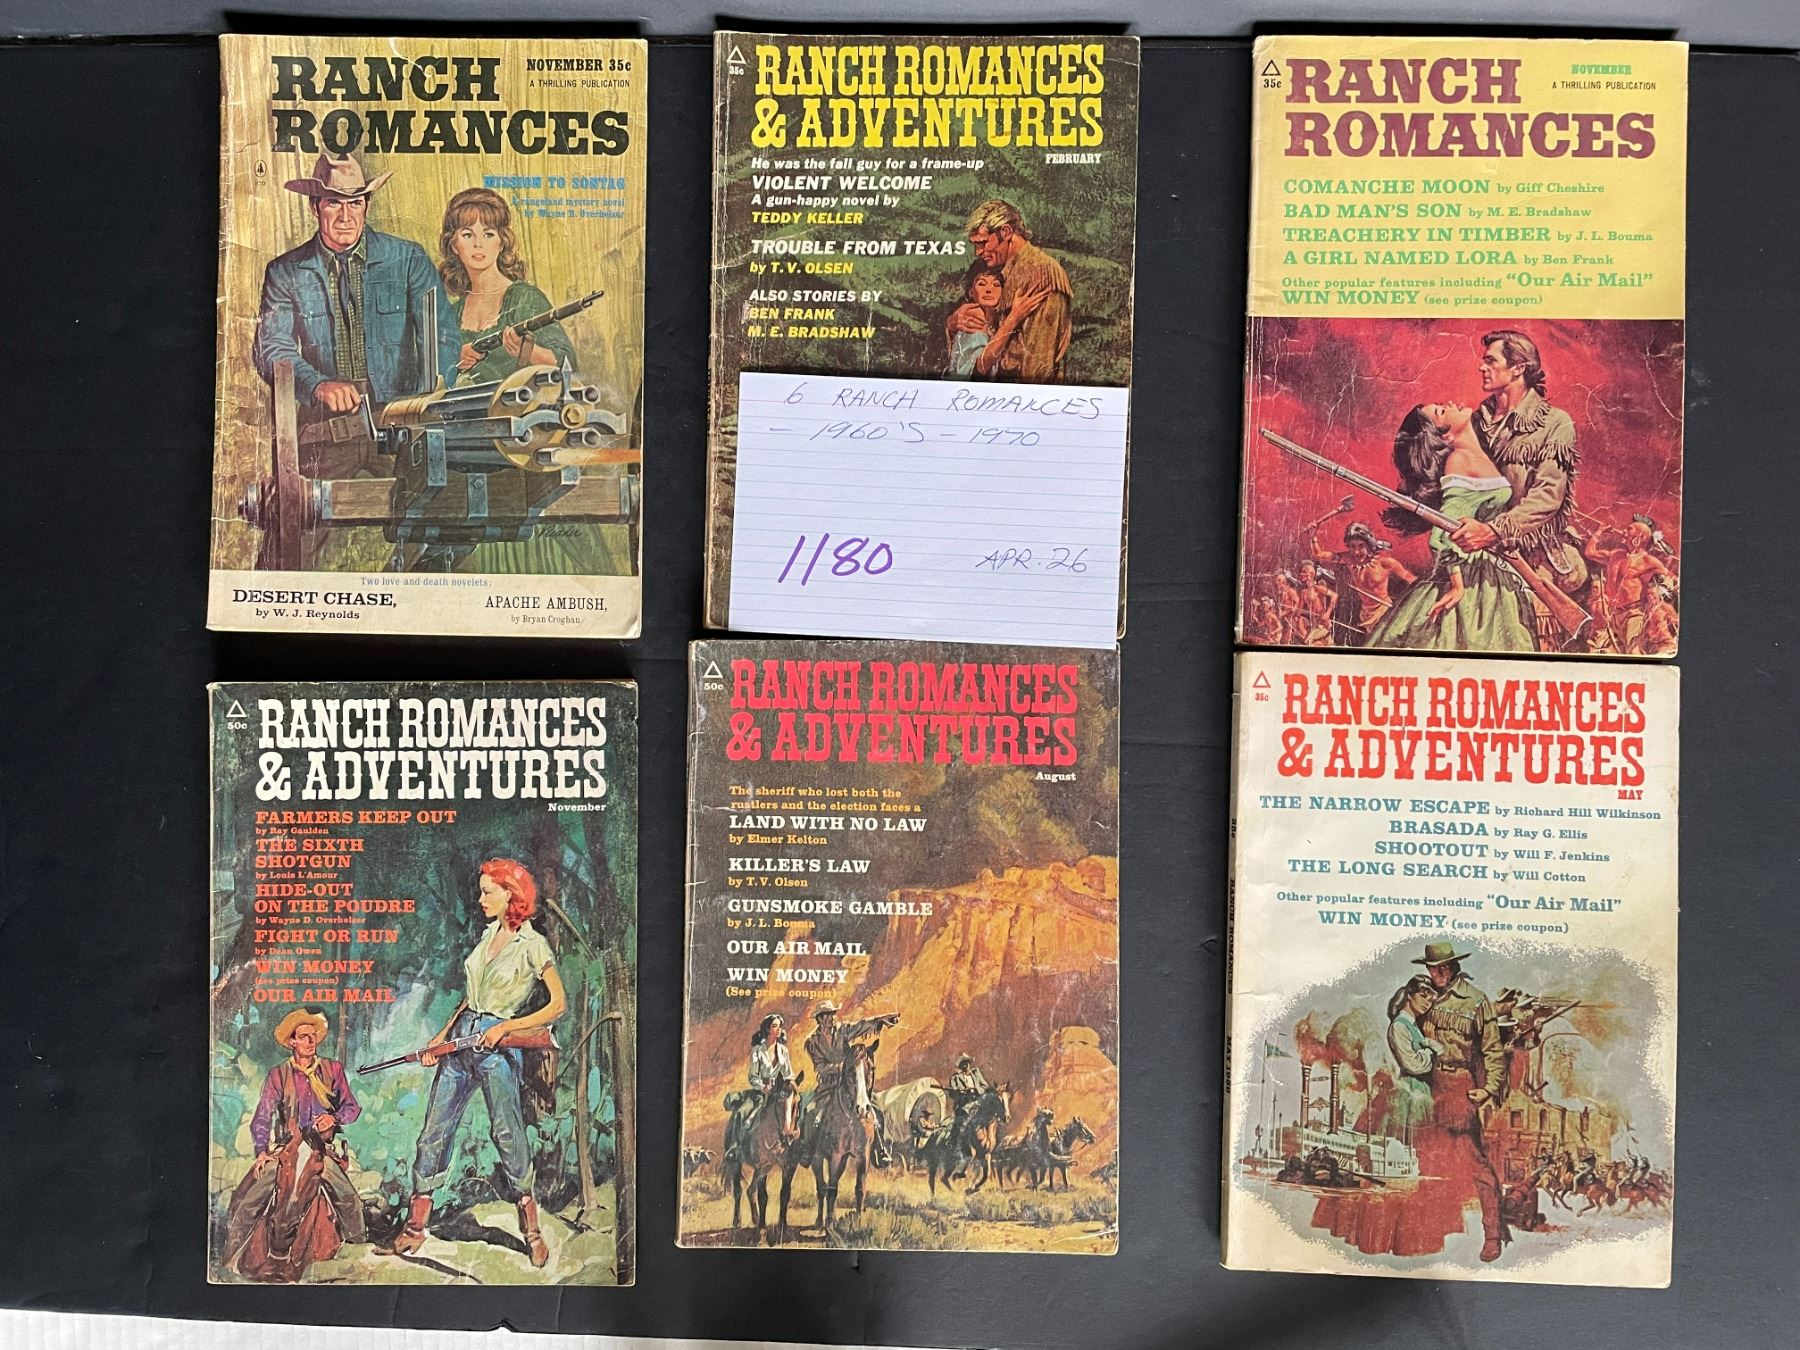 RANCH
ROMANCES
NOVEMBER 35c
A THRILLING PUBLICATION
MISSION TO SONTAG
A rangeland mystery novel
by Wayne D. Overholser
Two love-and-death novelets:
DESERT CHASE,
by W. J. Reynolds
APACHE AMBUSH,
by Bryan Croghan
35c
RANCH ROMANCES
& ADVENTURES
FEBRUARY
He was the fall guy for a frame-up
VIOLENT WELCOME
A gun-happy novel by
TEDDY KELLER
TROUBLE FROM TEXAS
by T. V. OLSEN
ALSO STORIES BY
BEN FRANK
M. E. BRADSHAW
6 RANCH ROMANCES
- 1960'S - 1970
1180
APR. 26
35c
RANCH
ROMANCES
NOVEMBER
A THRILLING PUBLICATION
COMANCHE MOON by Giff Cheshire
BAD MAN'S SON by M. E. Bradshaw
TREACHERY IN TIMBER by J. L. Bouma
A GIRL NAMED LORA by Ben Frank
Other popular features including "Our Air Mail"
WIN MONEY (see prize coupon)
50c
RANCH ROMANCES
& ADVENTURES
November
FARMERS KEEP OUT
by Ray Gaulden
THE SIXTH
SHOTGUN
by Louis L'Amour
HIDE-OUT
ON THE POUDRE
by Wayne D. Overholser
FIGHT OR RUN
by Dean Owen
WIN MONEY
(see prize coupon)
OUR AIR MAIL
50c
RANCH ROMANCES
& ADVENTURES
August
The sheriff who lost both the
rustlers and the election faces a
LAND WITH NO LAW
by Elmer Kelton
KILLER'S LAW
by T. V. Olsen
GUNSMOKE GAMBLE
by J. L. Bouma
OUR AIR MAIL
WIN MONEY
(See prize coupon)
35c
RANCH ROMANCES
& ADVENTURES
MAY
THE NARROW ESCAPE by Richard Hill Wilkinson
BRASADA by Ray G. Ellis
SHOOTOUT by Will F. Jenkins
THE LONG SEARCH by Will Cotton
Other popular features including "Our Air Mail"
WIN MONEY (see prize coupon)
35c RANCH ROMANCES